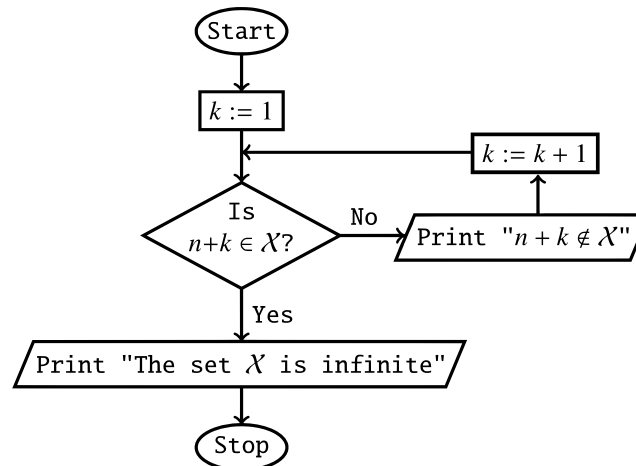 Start
k := 1
k := k + 1
Is
n+k ∈ 𝒳?
No
Print "n + k ∉ 𝒳"
Yes
Print "The set 𝒳 is infinite"
Stop